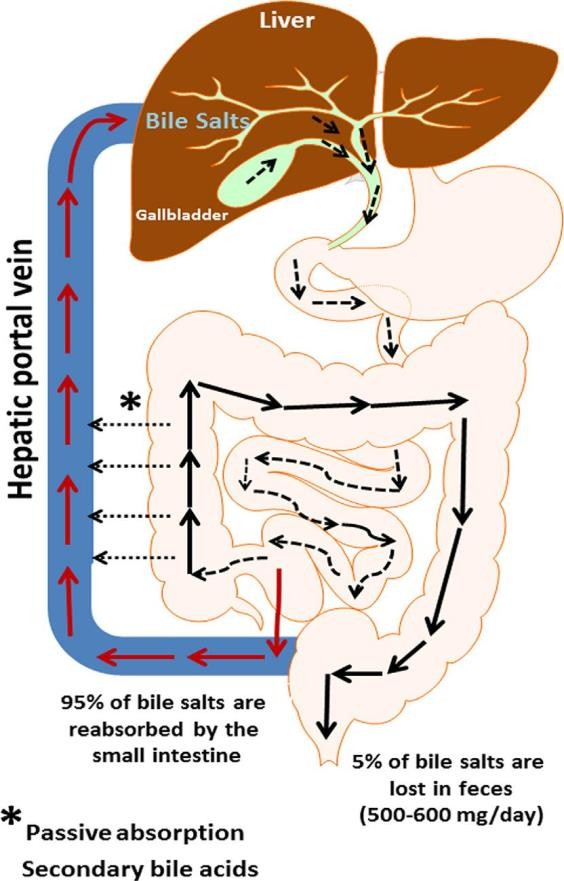 Liver
Bile Salts
Gallbladder
Hepatic portal vein
*
95% of bile salts are
reabsorbed by the
small intestine
5% of bile salts are
lost in feces
(500-600 mg/day)
* Passive absorption
Secondary bile acids